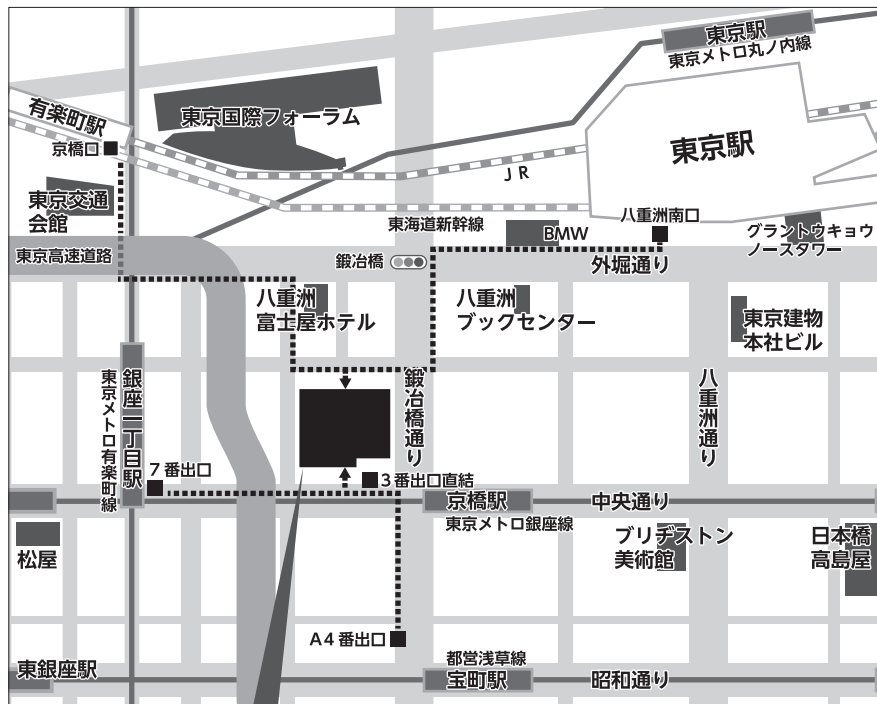 東京駅
東京メトロ丸ノ内線
有楽町駅
東京国際フォーラム
京橋口
東京駅
JR
東京交通
会館
八重洲南口
東海道新幹線
BMW
グラントウキョウ
ノースタワー
東京高速道路
鍛冶橋
外堀通り
八重洲
富士屋ホテル
八重洲
ブックセンター
東京建物
本社ビル
銀座一丁目駅
東京メトロ有楽町線
鍛冶橋通り
八重洲通り
7番出口
3番出口直結
京橋駅
中央通り
東京メトロ銀座線
松屋
ブリヂストン
美術館
日本橋
高島屋
A4番出口
東銀座駅
都営浅草線
宝町駅
昭和通り